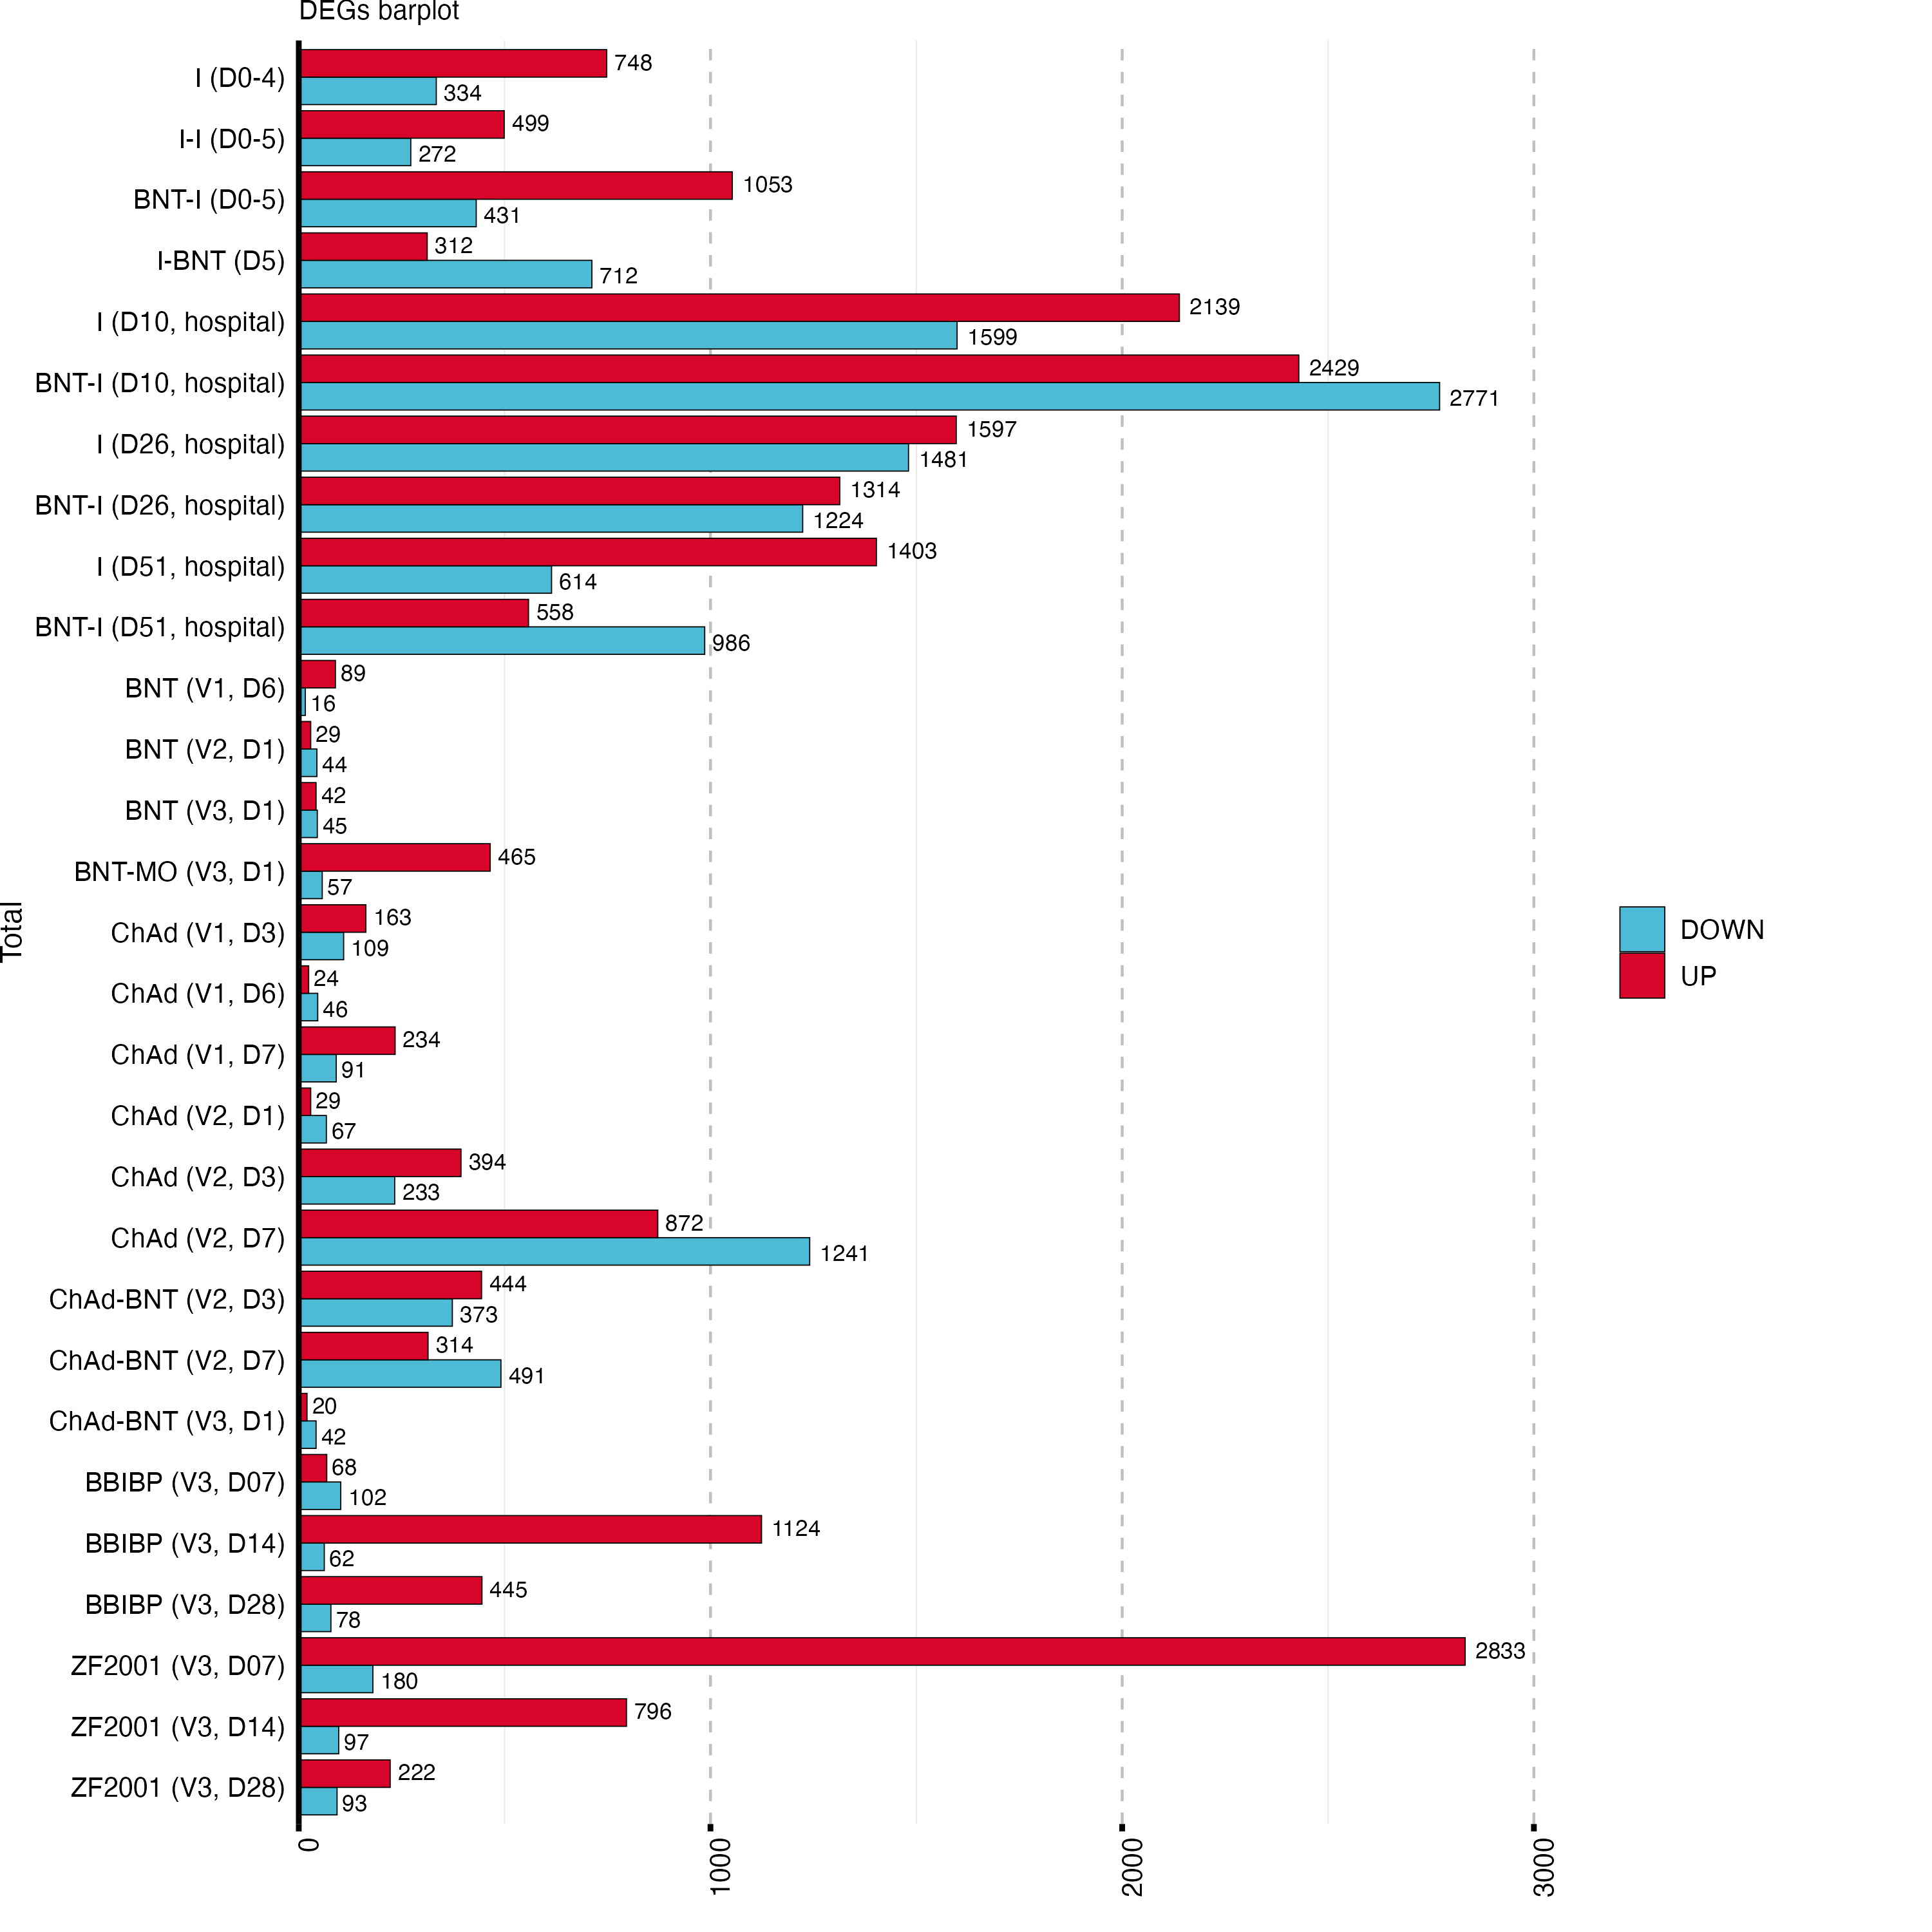 DEGs barplot
I (D0-4)
748
334
I-I (D0-5)
499
272
BNT-I (D0-5)
1053
431
I-BNT (D5)
312
712
I (D10, hospital)
2139
1599
BNT-I (D10, hospital)
2429
2771
I (D26, hospital)
1597
1481
BNT-I (D26, hospital)
1314
1224
I (D51, hospital)
1403
614
BNT-I (D51, hospital)
558
986
BNT (V1, D6)
89
16
BNT (V2, D1)
29
44
BNT (V3, D1)
42
45
BNT-MO (V3, D1)
465
57
ChAd (V1, D3)
163
109
ChAd (V1, D6)
24
46
ChAd (V1, D7)
234
91
ChAd (V2, D1)
29
67
ChAd (V2, D3)
394
233
ChAd (V2, D7)
872
1241
ChAd-BNT (V2, D3)
444
373
ChAd-BNT (V2, D7)
314
491
ChAd-BNT (V3, D1)
20
42
BBIBP (V3, D07)
68
102
BBIBP (V3, D14)
1124
62
BBIBP (V3, D28)
445
78
ZF2001 (V3, D07)
2833
180
ZF2001 (V3, D14)
796
97
ZF2001 (V3, D28)
222
93
0
1000
2000
3000
Total
DOWN
UP